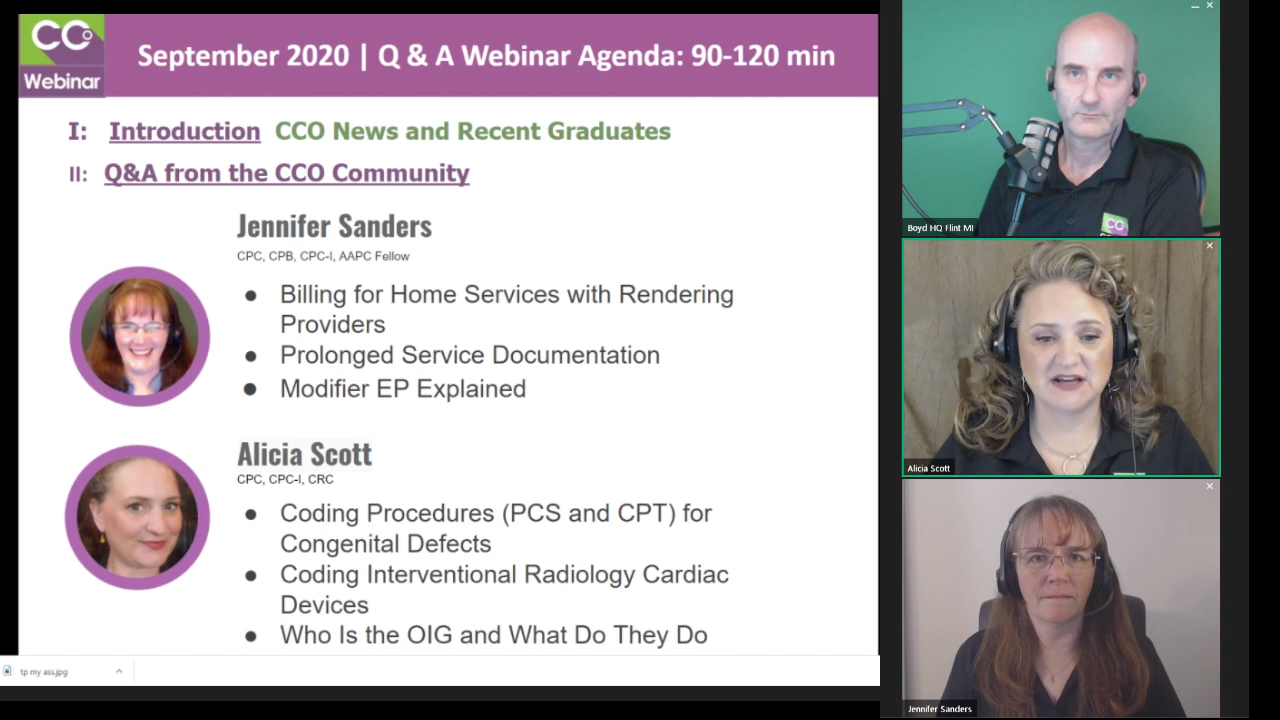 CCO
Webinar
September 2020 | Q & A Webinar Agenda: 90-120 min
I: Introduction CCO News and Recent Graduates
II: Q&A from the CCO Community
Jennifer Sanders
CPC, CPB, CPC-I, AAPC Fellow
● Billing for Home Services with Rendering
Providers
● Prolonged Service Documentation
● Modifier EP Explained
Alicia Scott
CPC, CPC-I, CRC
● Coding Procedures (PCS and CPT) for
Congenital Defects
● Coding Interventional Radiology Cardiac
Devices
● Who Is the OIG and What Do They Do
tp my ass.jpg
Boyd HQ Flint MI
Alicia Scott
Jennifer Sanders